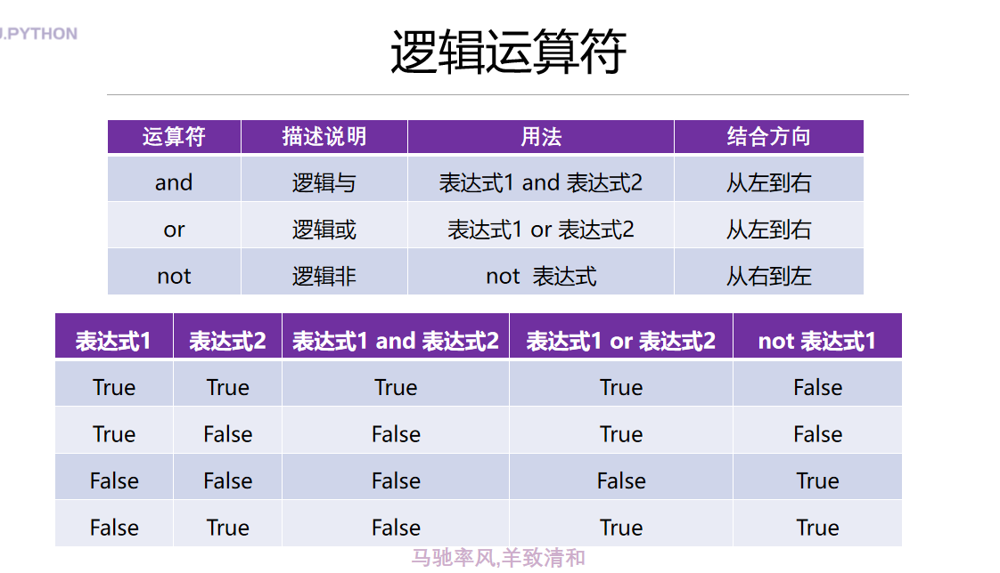 J.PYTHON
逻辑运算符
运算符 描述说明 用法 结合方向
and 逻辑与 表达式1 and 表达式2 从左到右
or 逻辑或 表达式1 or 表达式2 从左到右
not 逻辑非 not 表达式 从右到左
表达式1 表达式2 表达式1 and 表达式2 表达式1 or 表达式2 not 表达式1
True True True True False
True False False True False
False False False False True
False True False True True
马驰率风,羊致清和